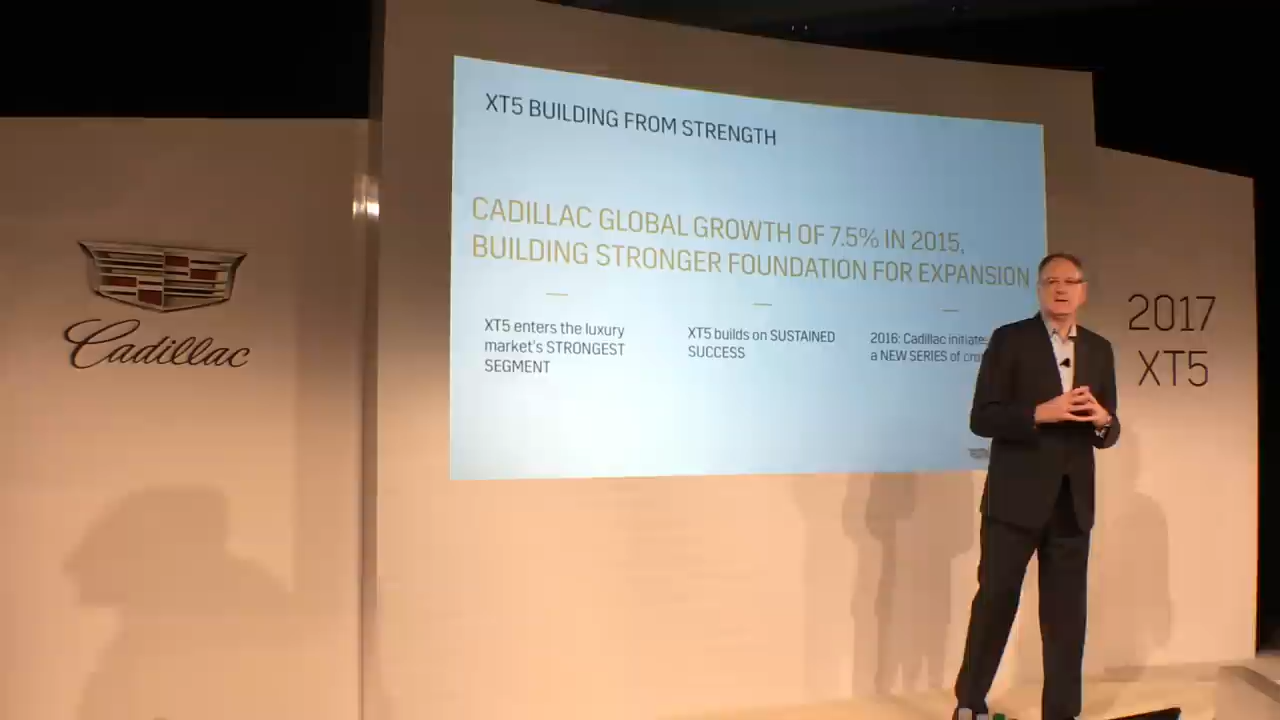 XT5 BUILDING FROM STRENGTH
CADILLAC GLOBAL GROWTH OF 7.5% IN 2015,
BUILDING STRONGER FOUNDATION FOR EXPANSION
XT5 enters the luxury
market's STRONGEST
SEGMENT
XT5 builds on SUSTAINED
SUCCESS
2016: Cadillac
a NEW SERIES of
Cadillac
2017
XT5